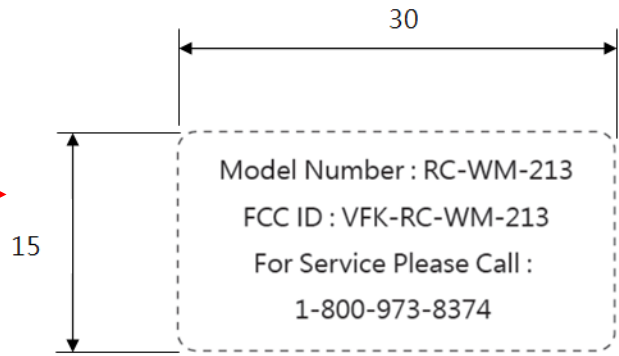 30
15
Model Number : RC-WM-213
FCC ID : VFK-RC-WM-213
For Service Please Call :
1-800-973-8374